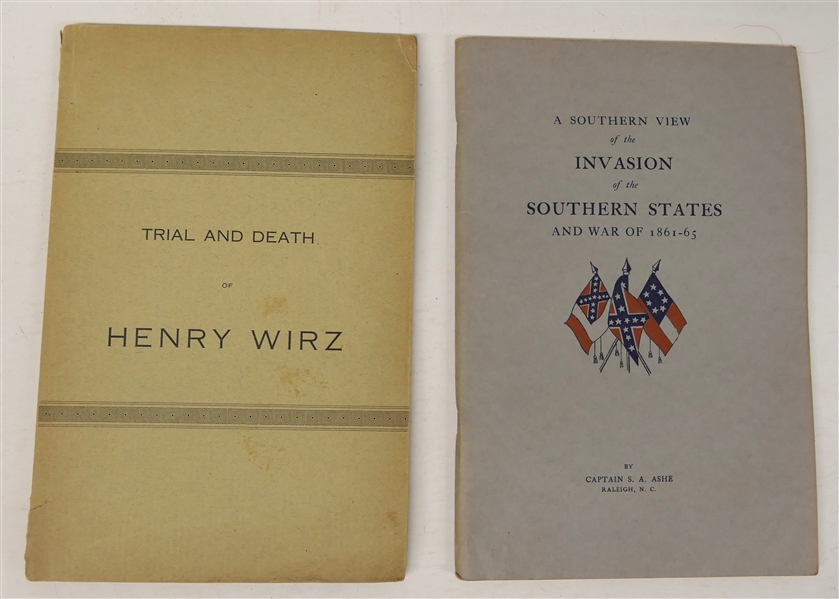 TRIAL AND DEATH
OF
HENRY WIRZ
A SOUTHERN VIEW
of the
INVASION
of the
SOUTHERN STATES
AND WAR OF 1861-65
BY
CAPTAIN S. A. ASHE
RALEIGH, N. C.